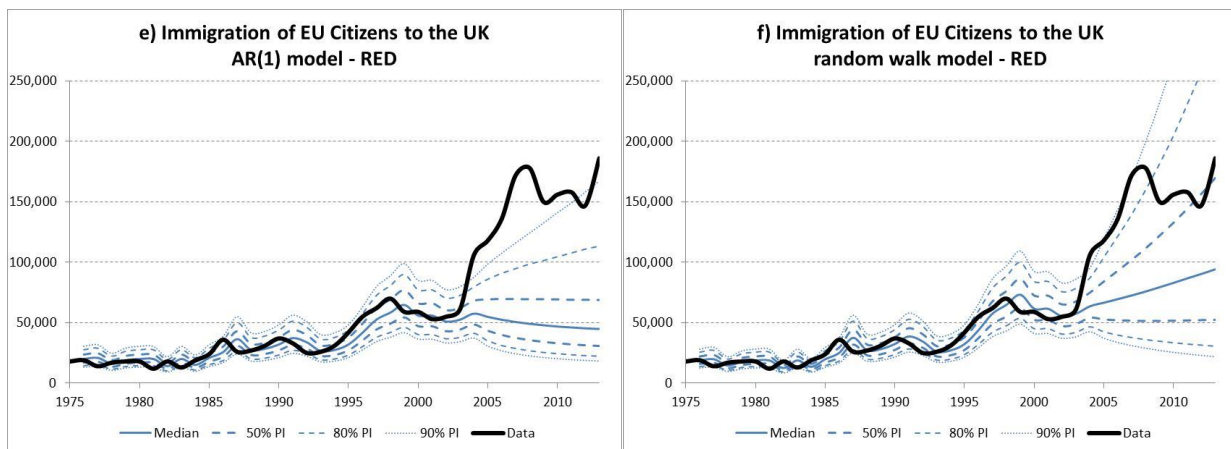 e) Immigration of EU Citizens to the UK
AR(1) model - RED
250,000
200,000
150,000
100,000
50,000
0
1975 1980 1985 1990 1995 2000 2005 2010
Median 50% PI 80% PI 90% PI Data
f) Immigration of EU Citizens to the UK
random walk model - RED
250,000
200,000
150,000
100,000
50,000
0
1975 1980 1985 1990 1995 2000 2005 2010
Median 50% PI 80% PI 90% PI Data